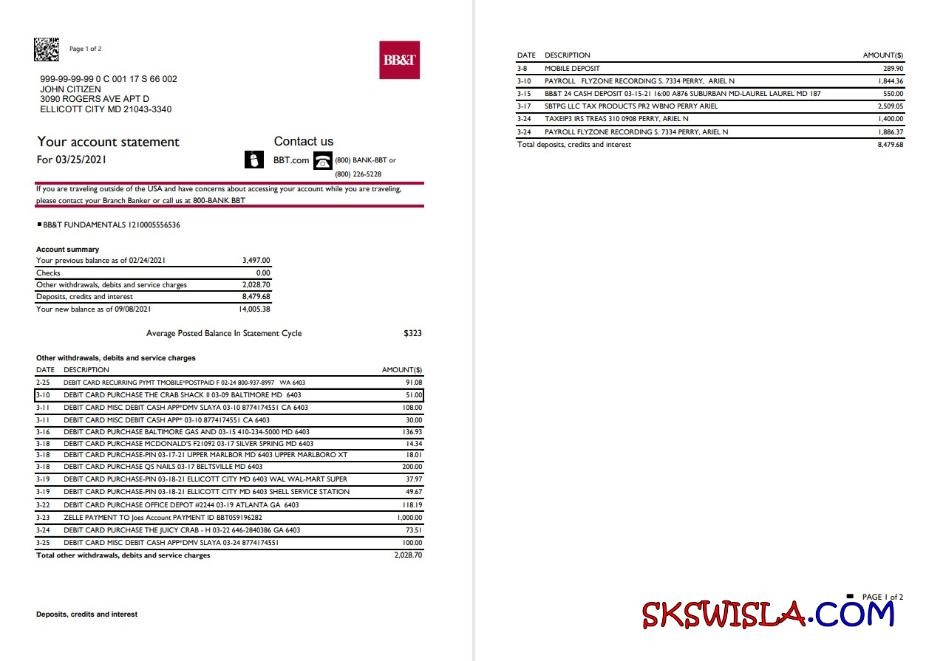 Page 1 of 2
BB&T
999-99-99-99 0 C 001 17 S 66 002
JOHN CITIZEN
3090 ROGERS AVE APT D
ELLICOTT CITY MD 21043-3340
Your account statement
For 03/25/2021
Contact us
BBT.com (800) BANK-BBT or
(800) 226-5228
If you are traveling outside of the USA and have concerns about accessing your account while you are traveling,
please contact your Branch Banker or call us at 800-BANK BBT
BB&T FUNDAMENTALS 1210005556536
Account summary
Your previous balance as of 02/24/2021 3,497.00
Checks 0.00
Other withdrawals, debits and service charges 2,028.70
Deposits, credits and interest 8,479.68
Your new balance as of 09/08/2021 14,005.38
Average Posted Balance In Statement Cycle $323
Other withdrawals, debits and service charges
DATE DESCRIPTION AMOUNT($)
2-25 DEBIT CARD RECURRING PYMT TMOBILE*POSTPAID F 02-24 800-937-8997 WA 6403 91.08
3-10 DEBIT CARD PURCHASE THE CRAB SHACK II 03-09 BALTIMORE MD 6403 51.00
3-11 DEBIT CARD MISC DEBIT CASH APP*DMV SLAYA 03-10 8774174551 CA 6403 108.00
3-11 DEBIT CARD MISC DEBIT CASH APP* 03-10 8774174551 CA 6403 30.00
3-16 DEBIT CARD PURCHASE BALTIMORE GAS AND 03-15 410-234-5000 MD 6403 136.93
3-18 DEBIT CARD PURCHASE MCDONALD'S F21092 03-17 SILVER SPRING MD 6403 14.34
3-18 DEBIT CARD PURCHASE-PIN 03-17-21 UPPER MARLBOR MD 6403 UPPER MARLBORO XT 18.01
3-18 DEBIT CARD PURCHASE QS NAILS 03-17 BELTSVILLE MD 6403 200.00
3-19 DEBIT CARD PURCHASE-PIN 03-18-21 ELLICOTT CITY MD 6403 WAL WAL-MART SUPER 37.97
3-19 DEBIT CARD PURCHASE-PIN 03-18-21 ELLICOTT CITY MD 6403 SHELL SERVICE STATION 49.67
3-22 DEBIT CARD PURCHASE OFFICE DEPOT #2244 03-19 ATLANTA GA 6403 118.19
3-23 ZELLE PAYMENT TO Joes Account PAYMENT ID BBT059196282 1,000.00
3-24 DEBIT CARD PURCHASE THE JUICY CRAB - H 03-22 646-2840386 GA 6403 73.51
3-25 DEBIT CARD MISC DEBIT CASH APP*DMV SLAYA 03-24 8774174551 100.00
Total other withdrawals, debits and service charges 2,028.70
Deposits, credits and interest
DATE DESCRIPTION AMOUNT($)
3-8 MOBILE DEPOSIT 289.90
3-10 PAYROLL FLYZONE RECORDING S. 7334 PERRY, ARIEL N 1,844.36
3-15 BB&T 24 CASH DEPOSIT 03-15-21 16:00 A876 SUBURBAN MD-LAUREL LAUREL MD 187 550.00
3-17 SBTPG LLC TAX PRODUCTS PR2 WBNO PERRY ARIEL 2,509.05
3-24 TAXEIP3 IRS TREAS 310 0908 PERRY, ARIEL N 1,400.00
3-24 PAYROLL FLYZONE RECORDING S. 7334 PERRY, ARIEL N 1,886.37
Total deposits, credits and interest 8,479.68
PAGE 1 of 2
SKSWISLA.COM